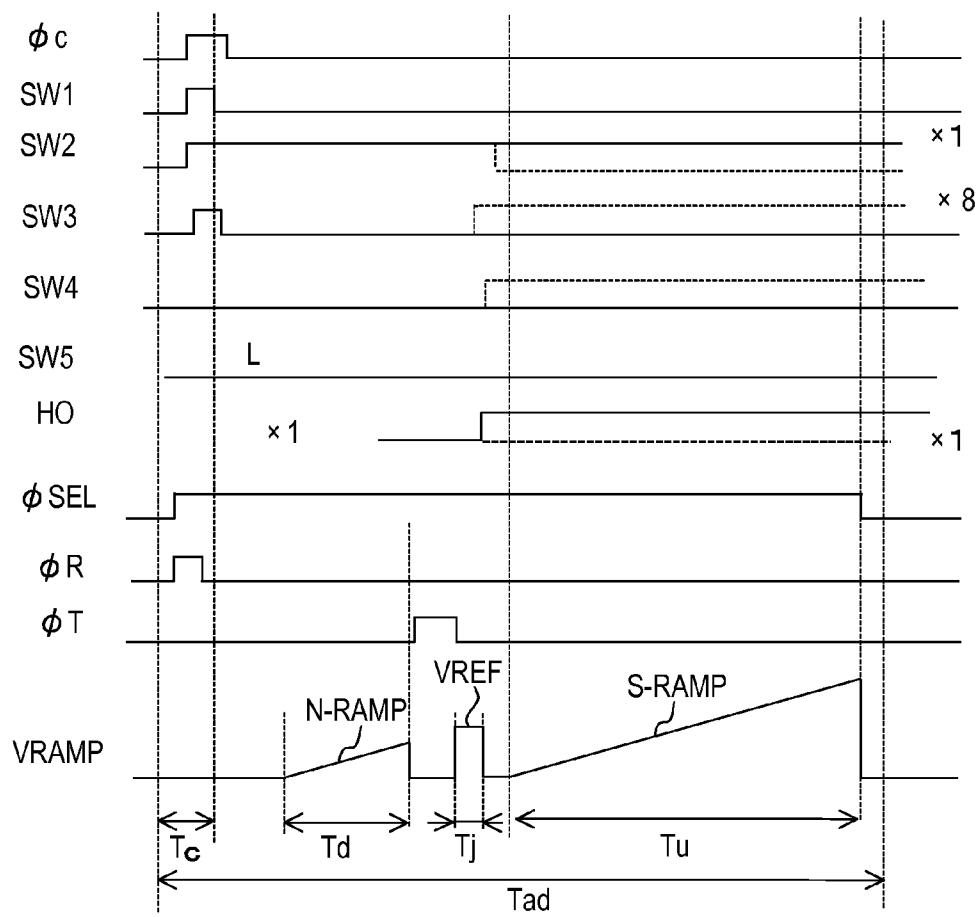 ϕc
SW1
SW2
×1
SW3
×8
SW4
SW5
L
HO
×1
×1
ϕSEL
ϕR
ϕT
VREF
N-RAMP
S-RAMP
VRAMP
Tc
Td
Tj
Tu
Tad